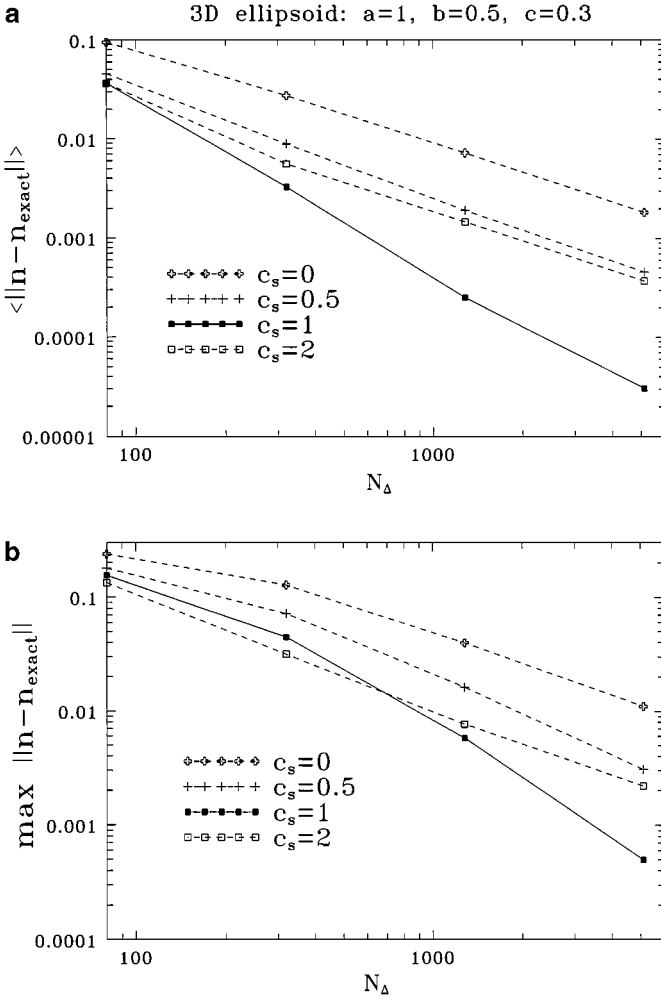 a
3D ellipsoid: a=1, b=0.5, c=0.3
0.1
0.01
0.001
0.0001
0.00001
<||n−n_exact||>
c_s=0
c_s=0.5
c_s=1
c_s=2
100
1000
N_Δ
b
0.1
0.01
0.001
0.0001
max ||n−n_exact||
c_s=0
c_s=0.5
c_s=1
c_s=2
100
1000
N_Δ